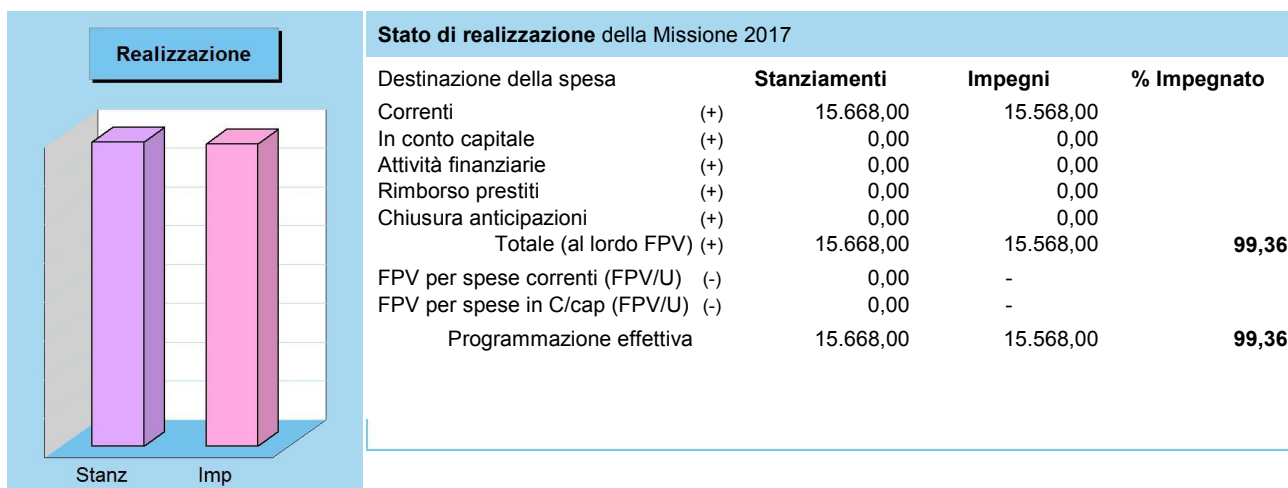 Realizzazione
Stanz Imp
Stato di realizzazione della Missione 2017
Destinazione della spesa Stanziamenti Impegni % Impegnato
Correnti (+) 15.668,00 15.568,00
In conto capitale (+) 0,00 0,00
Attività finanziarie (+) 0,00 0,00
Rimborso prestiti (+) 0,00 0,00
Chiusura anticipazioni (+) 0,00 0,00
Totale (al lordo FPV) (+) 15.668,00 15.568,00 99,36
FPV per spese correnti (FPV/U) (-) 0,00 -
FPV per spese in C/cap (FPV/U) (-) 0,00 -
Programmazione effettiva 15.668,00 15.568,00 99,36